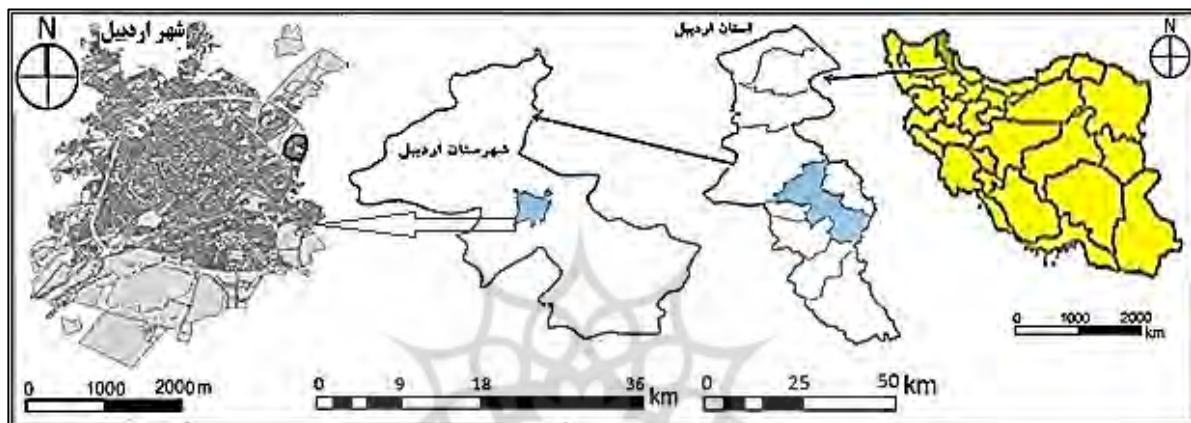 N
شهر اردبیل
استان اردبیل
N
شهرستان اردبیل
0 1000 2000
km
0 1000 2000 m
0 9 18 36 km
0 25 50 km